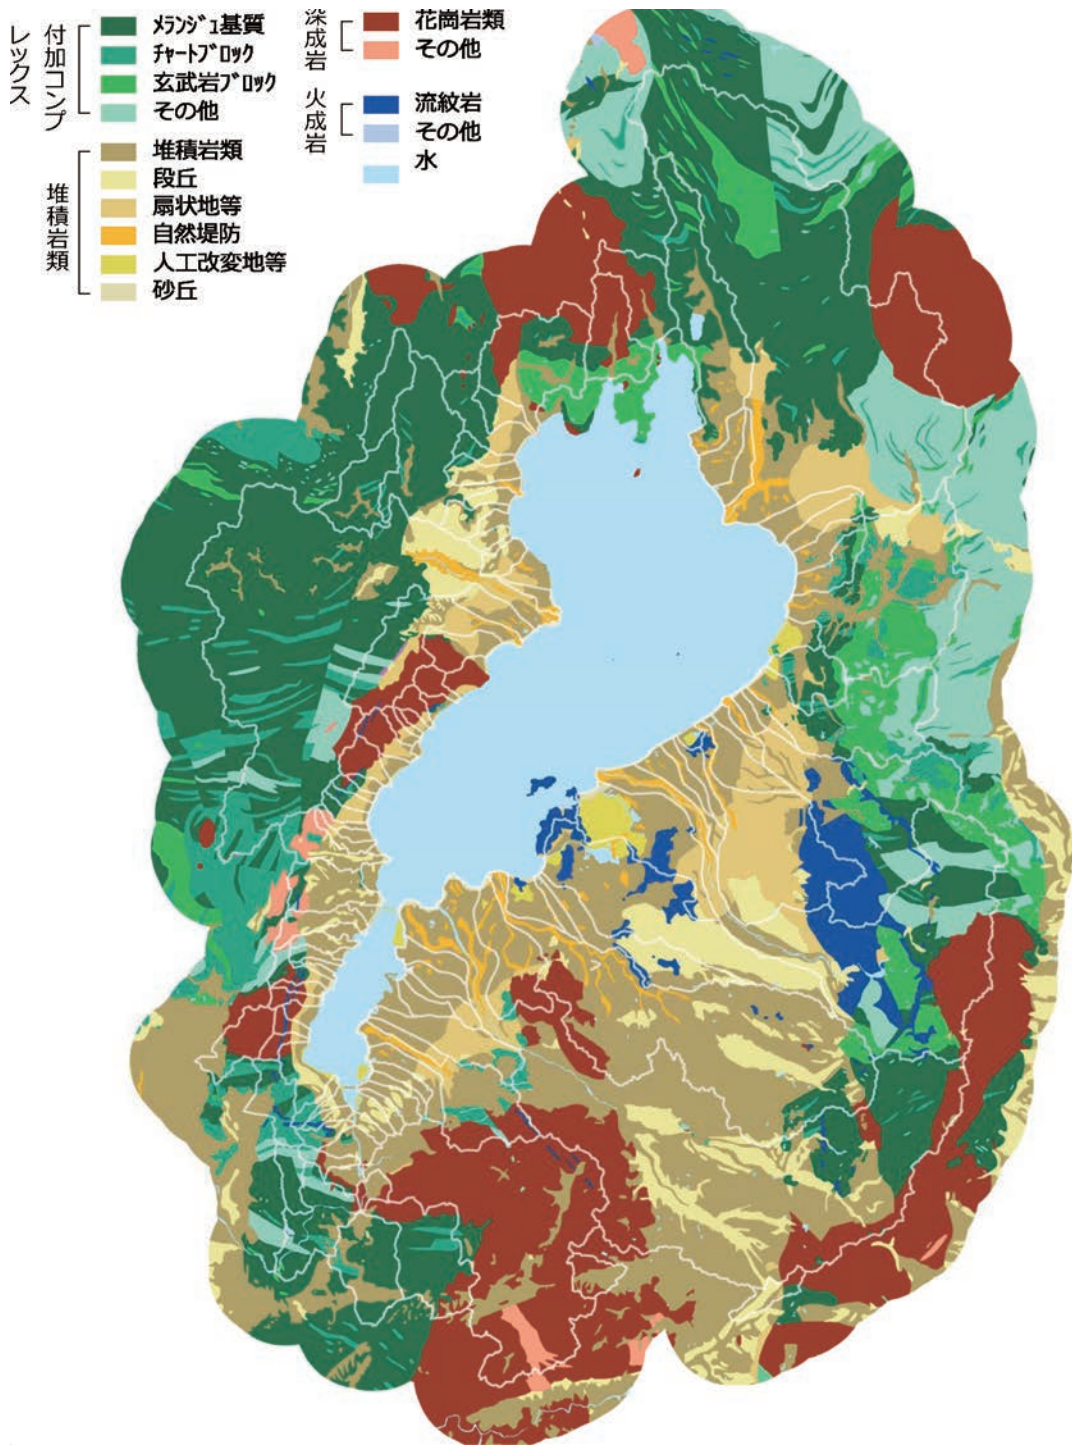 付加コンプ
レックス
メランジュ基質
チャートブロック
玄武岩ブロック
その他
堆積岩類
堆積岩類
段丘
扇状地等
自然堤防
人工改変地等
砂丘
深成岩
花崗岩類
その他
火成岩
流紋岩
その他
水